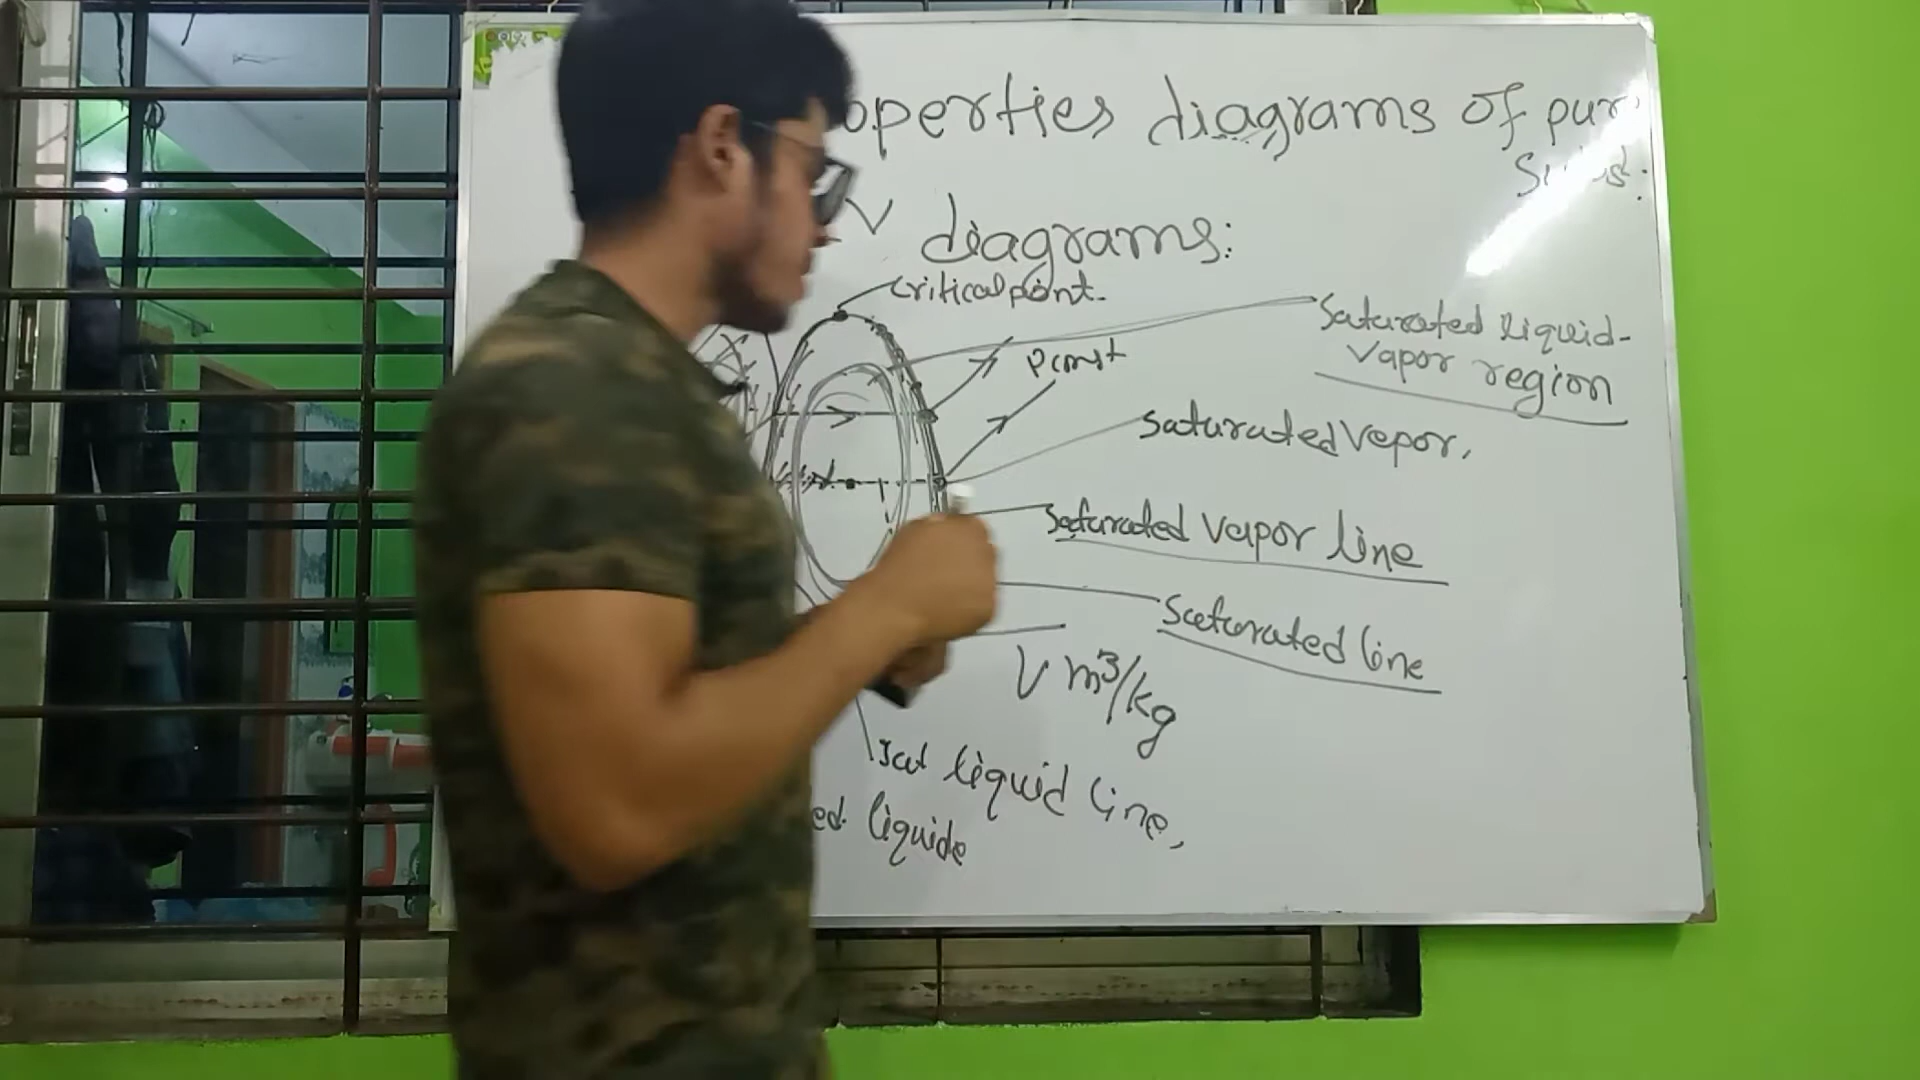 operties diagrams of pur
V diagrams:
critical point.
Saturated liquid-
vapor region
P const
Saturated Vepor,
Saturated Vapor line
Saturated line
V m³/kg
Sat liquid line,
ed liquide